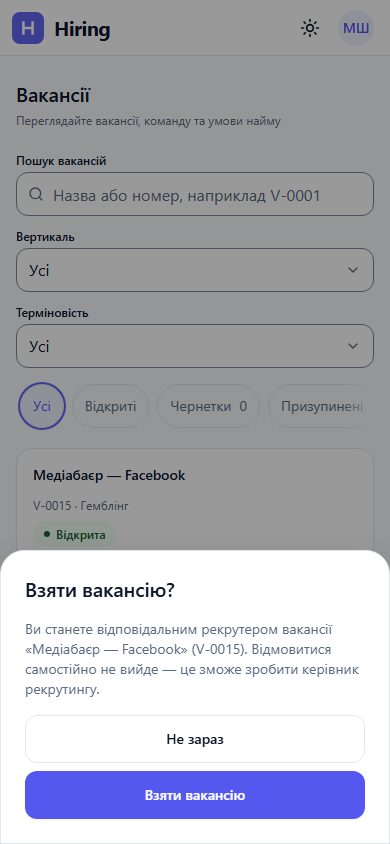 H Hiring
МШ
Вакансії
Переглядайте вакансії, команду та умови найму
Пошук вакансій
Назва або номер, наприклад V-0001
Вертикаль
Усі
Терміновість
Усі
Усі Відкриті Чернетки 0 Призупинені
Медіабаєр — Facebook
V-0015 · Гемблінг
Відкрита
Взяти вакансію?
Ви станете відповідальним рекрутером вакансії
«Медіабаєр — Facebook» (V-0015). Відмовитися
самостійно не вийде — це зможе зробити керівник
рекрутингу.
Не зараз
Взяти вакансію